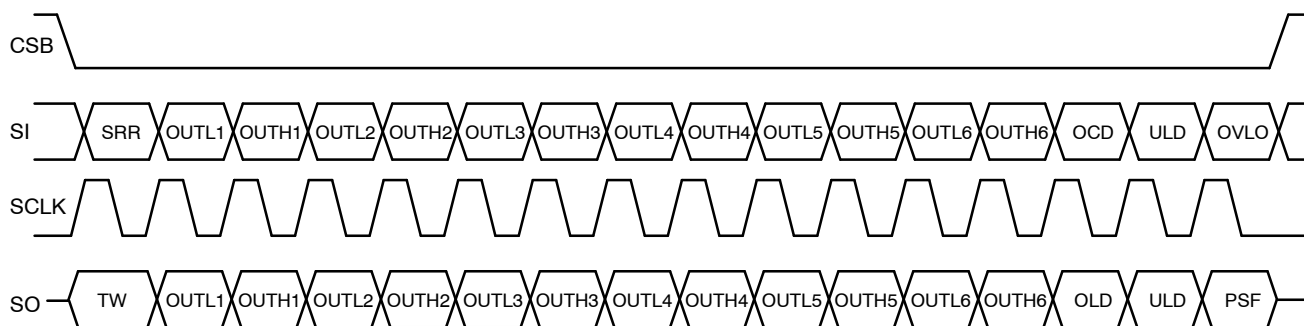 CSB
SI SRR OUTL1 OUTH1 OUTL2 OUTH2 OUTL3 OUTH3 OUTL4 OUTH4 OUTL5 OUTH5 OUTL6 OUTH6 OCD ULD OVLO
SCLK
SO TW OUTL1 OUTH1 OUTL2 OUTH2 OUTL3 OUTH3 OUTL4 OUTH4 OUTL5 OUTH5 OUTL6 OUTH6 OLD ULD PSF